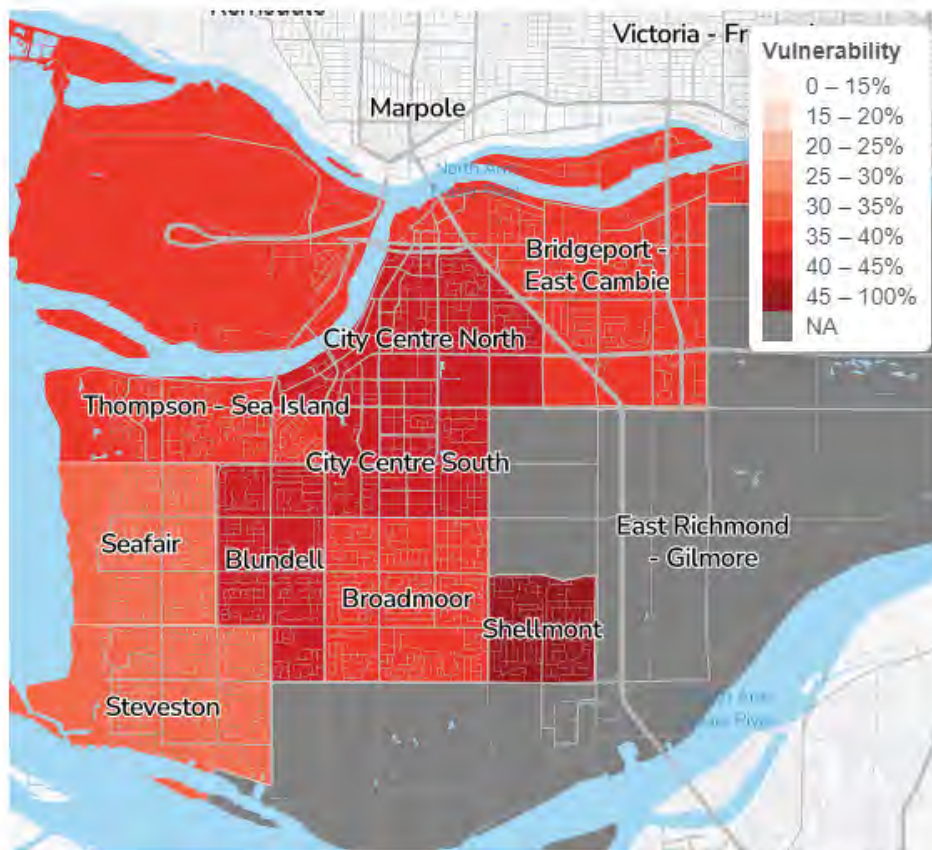 Victoria - Fr
Vulnerability
0 – 15%
15 – 20%
20 – 25%
25 – 30%
30 – 35%
35 – 40%
40 – 45%
45 – 100%
NA
Marpole
North Ar
Bridgeport -
East Cambie
City Centre North
Thompson - Sea Island
City Centre South
Seafair
Blundell
East Richmond
- Gilmore
Broadmoor
Shellmont
Steveston